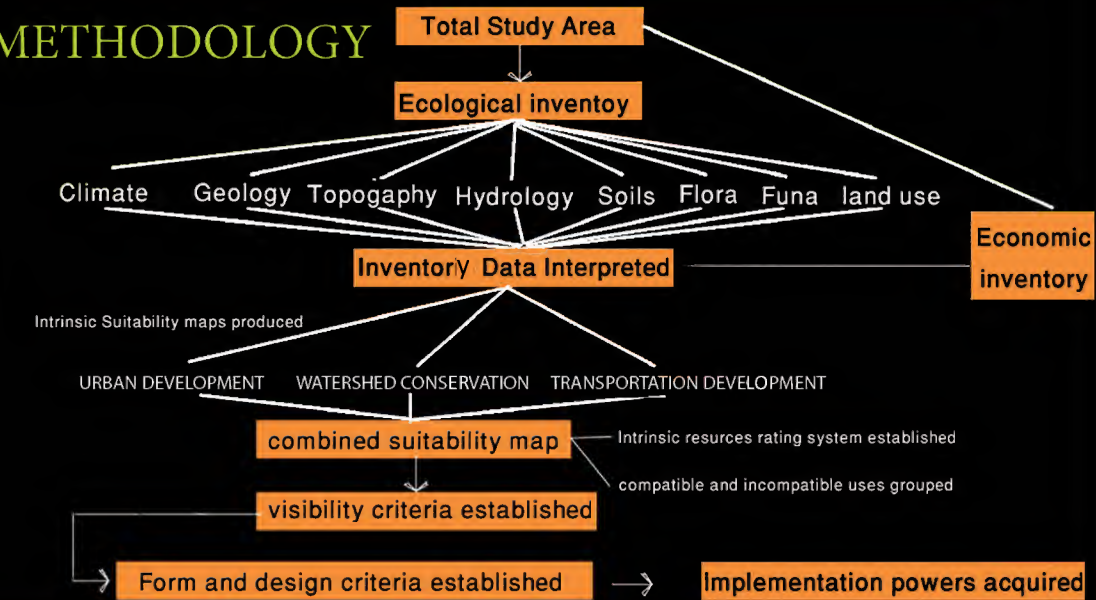 METHODOLOGY
Total Study Area
Ecological inventoy
Climate Geology Topogaphy Hydrology Soils Flora Funa land use
Economic
inventory
Inventory Data Interpreted
Intrinsic Suitability maps produced
URBAN DEVELOPMENT WATERSHED CONSERVATION TRANSPORTATION DEVELOPMENT
combined suitability map
Intrinsic resurces rating system established
compatible and incompatible uses grouped
visibility criteria established
Form and design criteria established
Implementation powers acquired